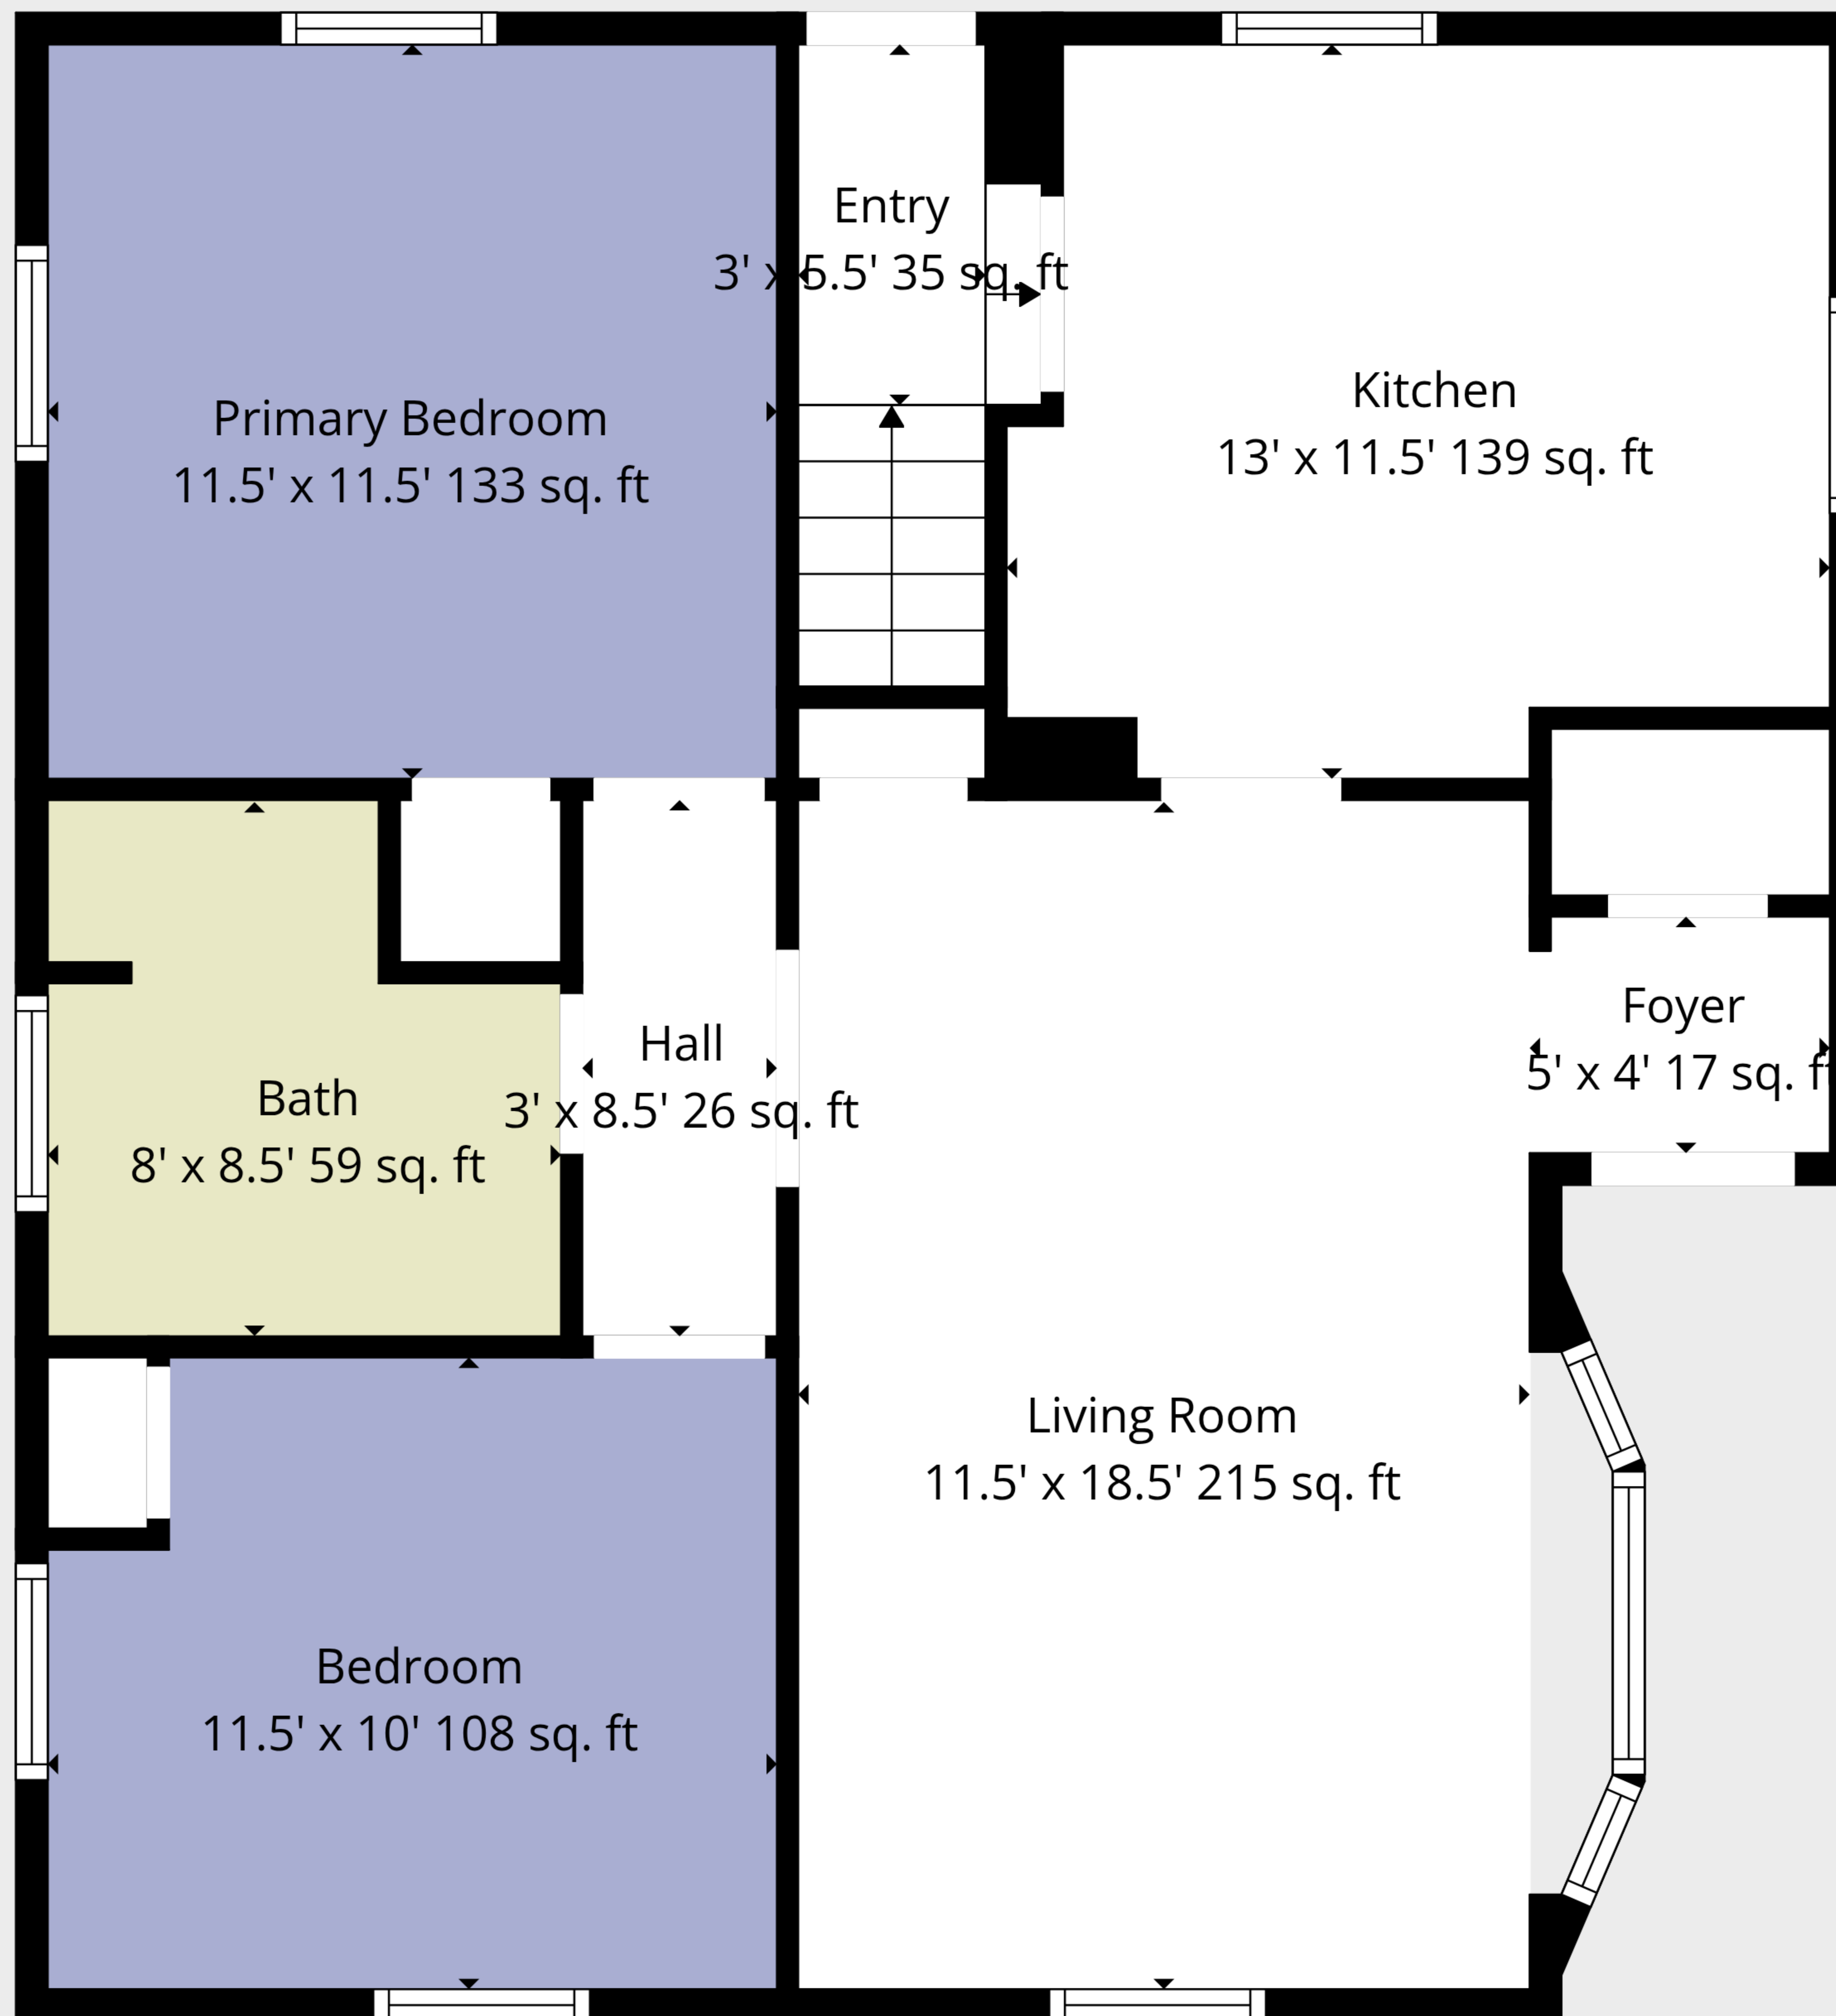 Entry
3' x 5.5' 35 sq. ft
Kitchen
13' x 11.5' 139 sq. ft
Primary Bedroom
11.5' x 11.5' 133 sq. ft
Foyer
5' x 4' 17 sq. ft
Hall
3' x 8.5' 26 sq. ft
Bath
8' x 8.5' 59 sq. ft
Living Room
11.5' x 18.5' 215 sq. ft
Bedroom
11.5' x 10' 108 sq. ft